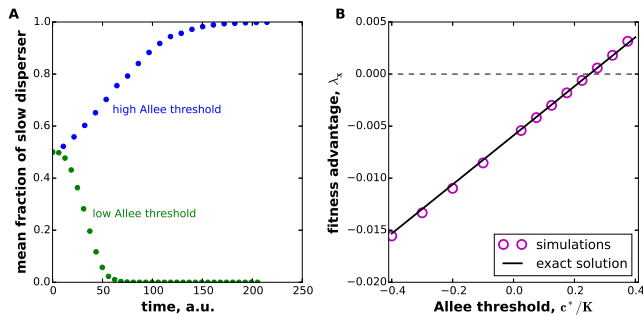 A
mean fraction of slow disperser
1.0
0.8
0.6
0.4
0.2
0.0
high Allee threshold
low Allee threshold
0
50
100
150
200
250
time, a.u.
B
fitness advantage, λₓ
0.005
0.000
−0.005
−0.010
−0.015
−0.020
simulations
exact solution
−0.4
−0.2
0.0
0.2
0.4
Allee threshold, c*/K